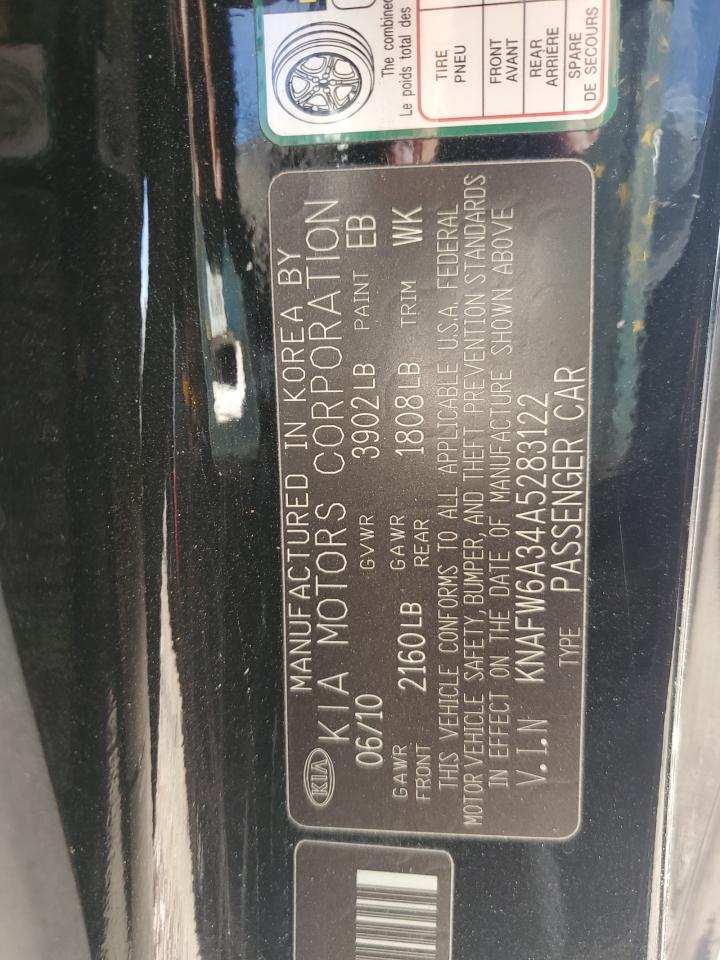 KIA
MANUFACTURED IN KOREA BY
KIA MOTORS CORPORATION
06/10 GVWR 3902LB PAINT EB
GAWR FRONT 2160LB GAWR REAR 1808LB TRIM WK
THIS VEHICLE CONFORMS TO ALL APPLICABLE U.S.A. FEDERAL
MOTOR VEHICLE SAFETY, BUMPER, AND THEFT PREVENTION STANDARDS
IN EFFECT ON THE DATE OF MANUFACTURE SHOWN ABOVE
V.I.N KNAFW6A34A5283122
TYPE PASSENGER CAR
The combined
Le poids total des
TIRE
PNEU
FRONT
AVANT
REAR
ARRIÈRE
SPARE
DE SECOURS